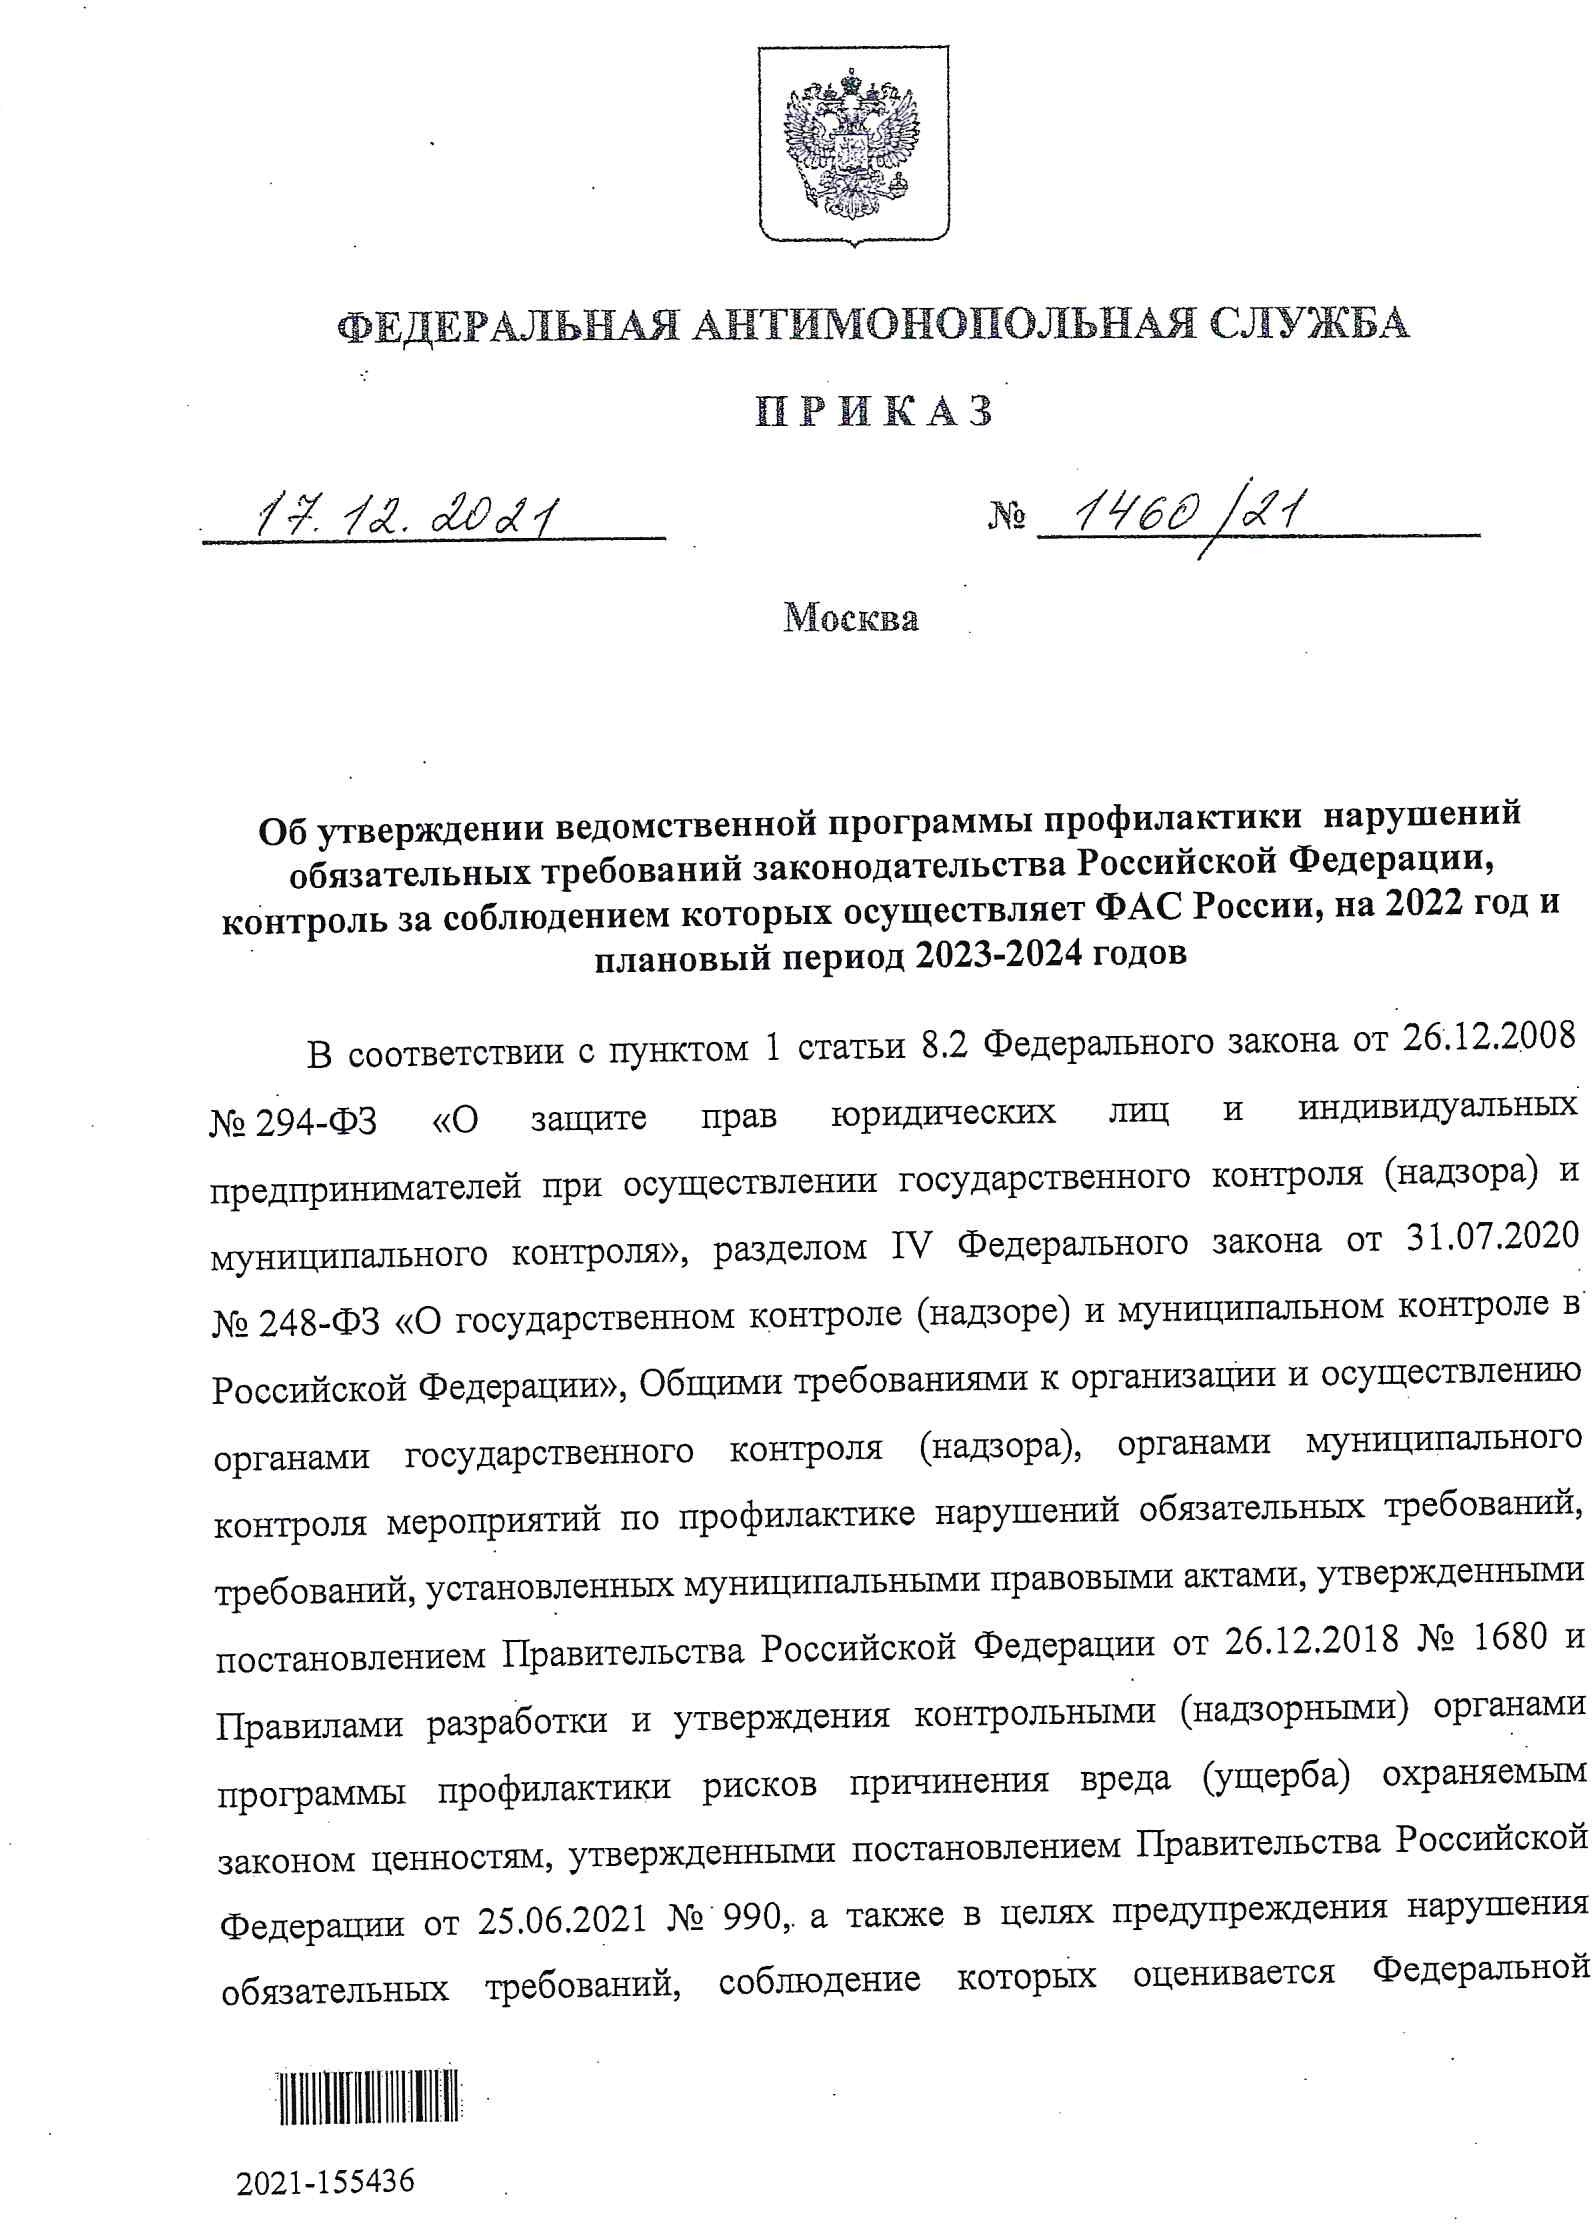 ФЕДЕРАЛЬНАЯ АНТИМОНОПОЛЬНАЯ СЛУЖБА
П Р И К А З
17.12.2021 № 1460/21
Москва
Об утверждении ведомственной программы профилактики нарушений
обязательных требований законодательства Российской Федерации,
контроль за соблюдением которых осуществляет ФАС России, на 2022 год и
плановый период 2023-2024 годов
В соответствии с пунктом 1 статьи 8.2 Федерального закона от 26.12.2008
№ 294-ФЗ «О защите прав юридических лиц и индивидуальных
предпринимателей при осуществлении государственного контроля (надзора) и
муниципального контроля», разделом IV Федерального закона от 31.07.2020
№ 248-ФЗ «О государственном контроле (надзоре) и муниципальном контроле в
Российской Федерации», Общими требованиями к организации и осуществлению
органами государственного контроля (надзора), органами муниципального
контроля мероприятий по профилактике нарушений обязательных требований,
требований, установленных муниципальными правовыми актами, утвержденными
постановлением Правительства Российской Федерации от 26.12.2018 № 1680 и
Правилами разработки и утверждения контрольными (надзорными) органами
программы профилактики рисков причинения вреда (ущерба) охраняемым
законом ценностям, утвержденными постановлением Правительства Российской
Федерации от 25.06.2021 № 990, а также в целях предупреждения нарушения
обязательных требований, соблюдение которых оценивается Федеральной
2021-155436